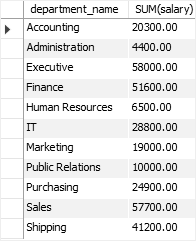 department_name SUM(salary)
Accounting 20300.00
Administration 4400.00
Executive 58000.00
Finance 51600.00
Human Resources 6500.00
IT 28800.00
Marketing 19000.00
Public Relations 10000.00
Purchasing 24900.00
Sales 57700.00
Shipping 41200.00